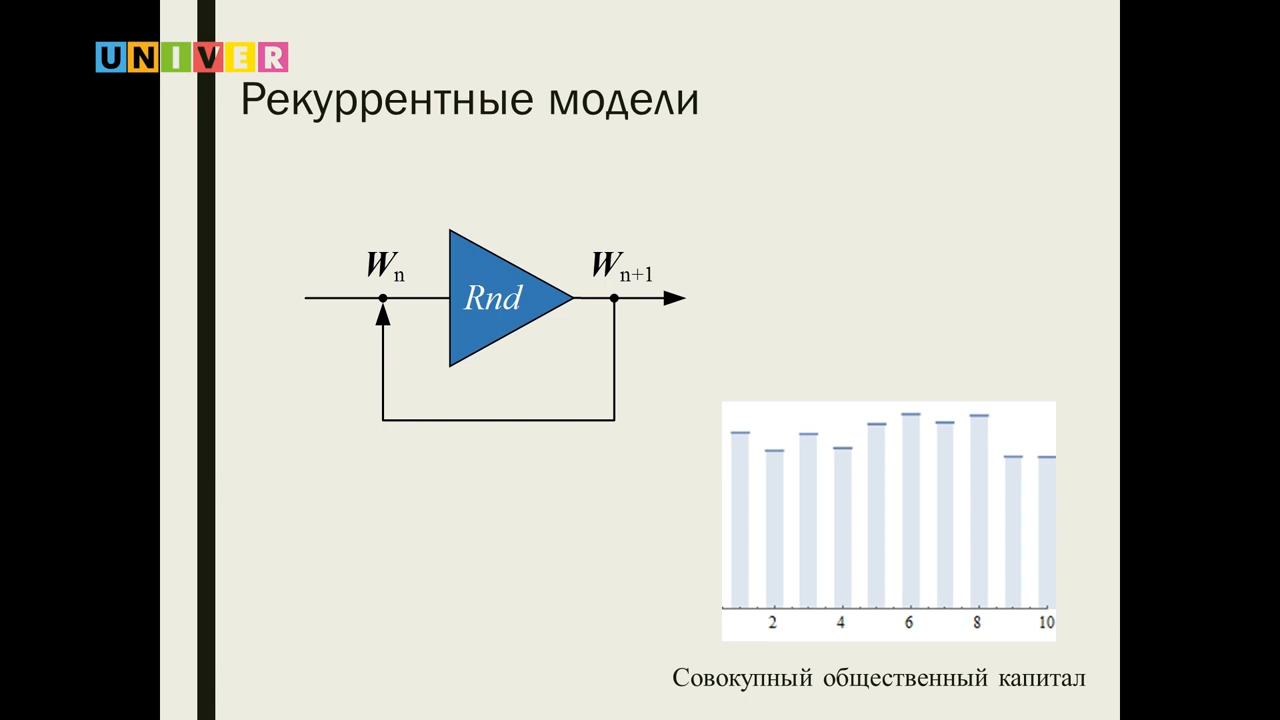 UNIVER
Рекуррентные модели
Wn Wn+1
Rnd
2 4 6 8 10
Совокупный общественный капитал